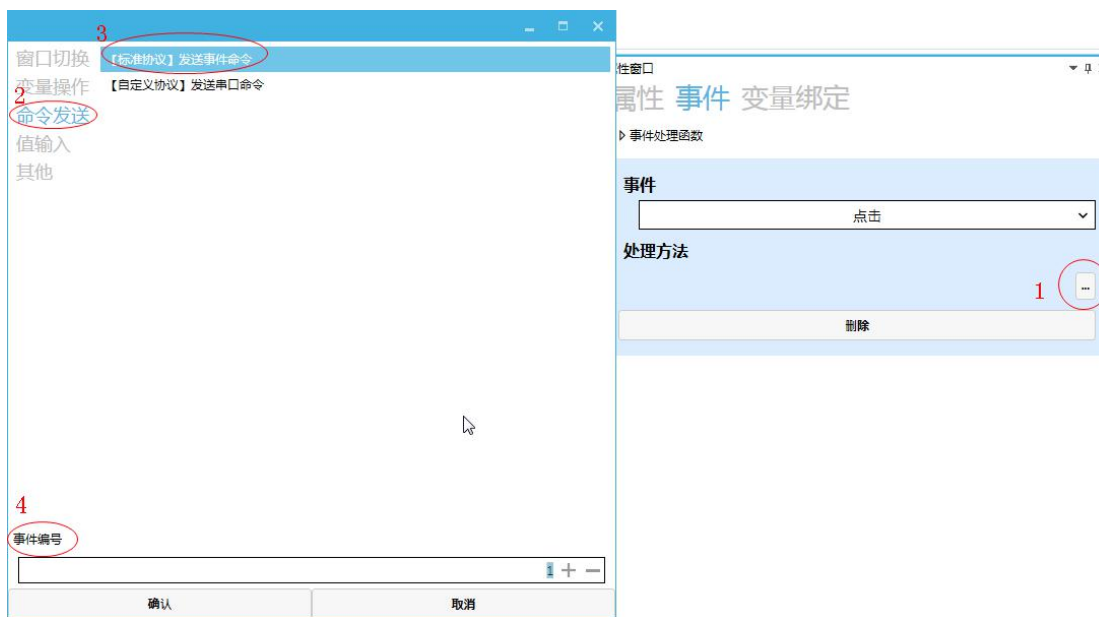 3
窗口切换
【标准协议】发送事件命令
变量操作
【自定义协议】发送串口命令
2
命令发送
值输入
其他
4
事件编号
1
确认
取消
性窗口
属性 事件 变量绑定
事件处理函数
事件
点击
处理方法
1
...
删除